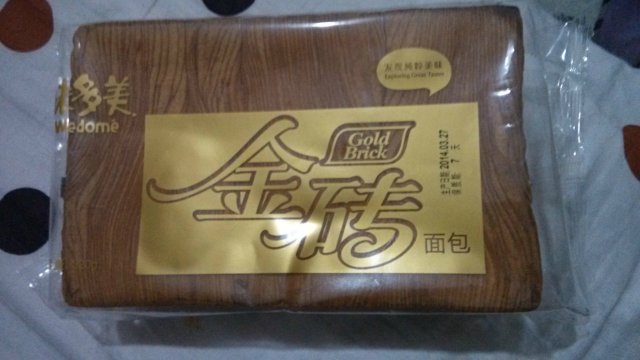 味多美
Wedome
发现纯粹美味
Exploring Great Tastes
Gold
Brick
金砖
面包
生产日期 2014.03.27
保质期: 7 天